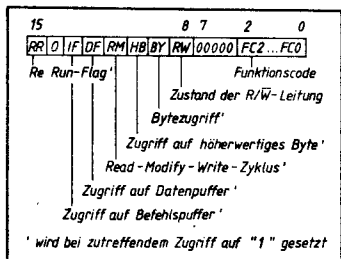 15 8 7 2 0
RR 0 IF DF RM HB BY RW 00000 FC2...FC0
Re Run-Flag' Funktionscode
Zustand der R/W̅-Leitung
Bytezugriff'
Zugriff auf höherwertiges Byte'
Read-Modify-Write-Zyklus'
Zugriff auf Datenpuffer'
Zugriff auf Befehlspuffer'
' wird bei zutreffendem Zugriff auf "1" gesetzt